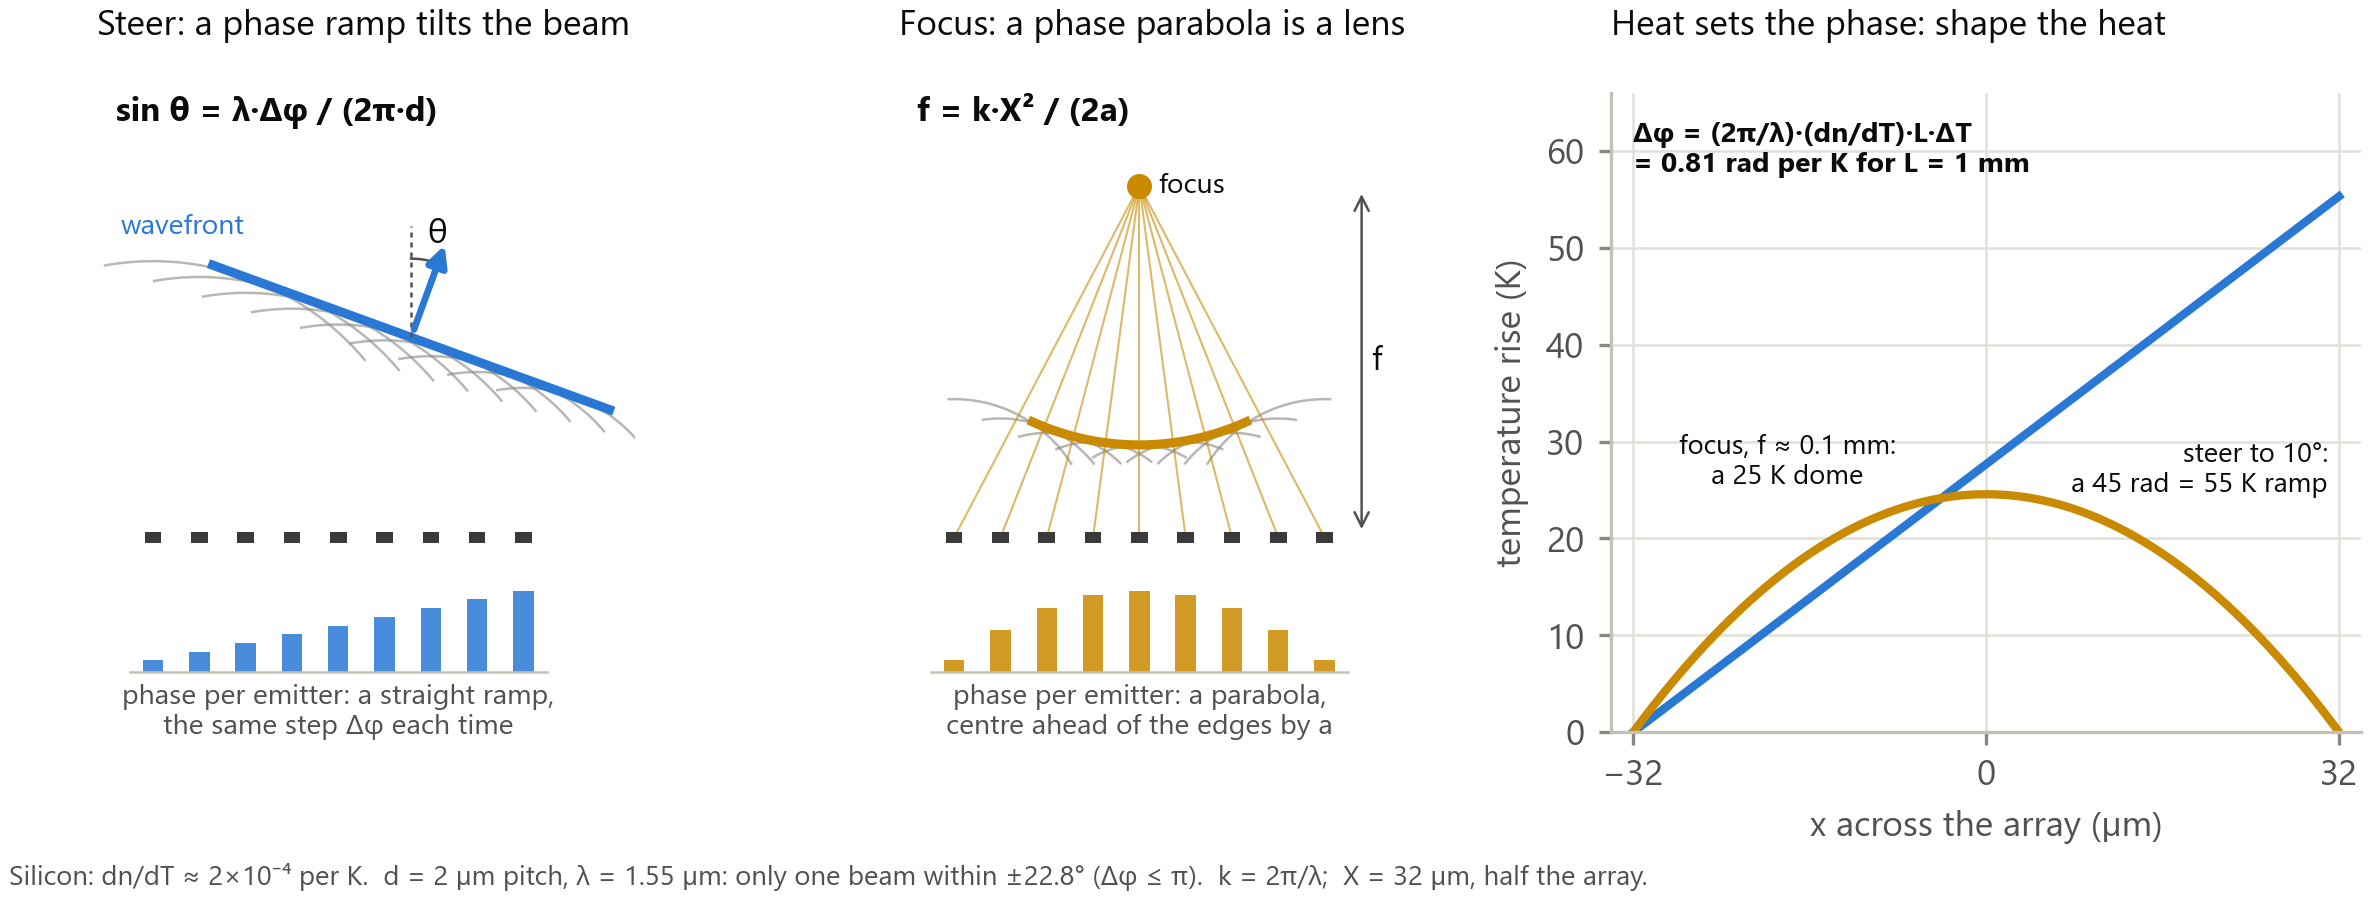 Steer: a phase ramp tilts the beam
sin θ = λ·Δφ / (2π·d)
wavefront
θ
phase per emitter: a straight ramp,
the same step Δφ each time
Focus: a phase parabola is a lens
f = k·X² / (2a)
focus
f
phase per emitter: a parabola,
centre ahead of the edges by a
Heat sets the phase: shape the heat
Δφ = (2π/λ)·(dn/dT)·L·ΔT
= 0.81 rad per K for L = 1 mm
temperature rise (K)
60
50
40
30
20
10
0
focus, f ≈ 0.1 mm:
a 25 K dome
steer to 10°:
a 45 rad = 55 K ramp
−32
0
32
x across the array (µm)
Silicon: dn/dT ≈ 2×10⁻⁴ per K.  d = 2 µm pitch, λ = 1.55 µm: only one beam within ±22.8° (Δφ ≤ π).  k = 2π/λ;  X = 32 µm, half the array.